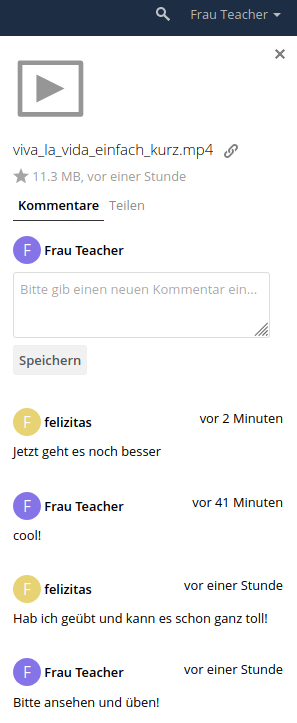 Frau Teacher
viva_la_vida_einfach_kurz.mp4
11.3 MB, vor einer Stunde
Kommentare Teilen
F Frau Teacher
Bitte gib einen neuen Kommentar ein...
Speichern
F felizitas vor 2 Minuten
Jetzt geht es noch besser
F Frau Teacher vor 41 Minuten
cool!
F felizitas vor einer Stunde
Hab ich geübt und kann es schon ganz toll!
F Frau Teacher vor einer Stunde
Bitte ansehen und üben!